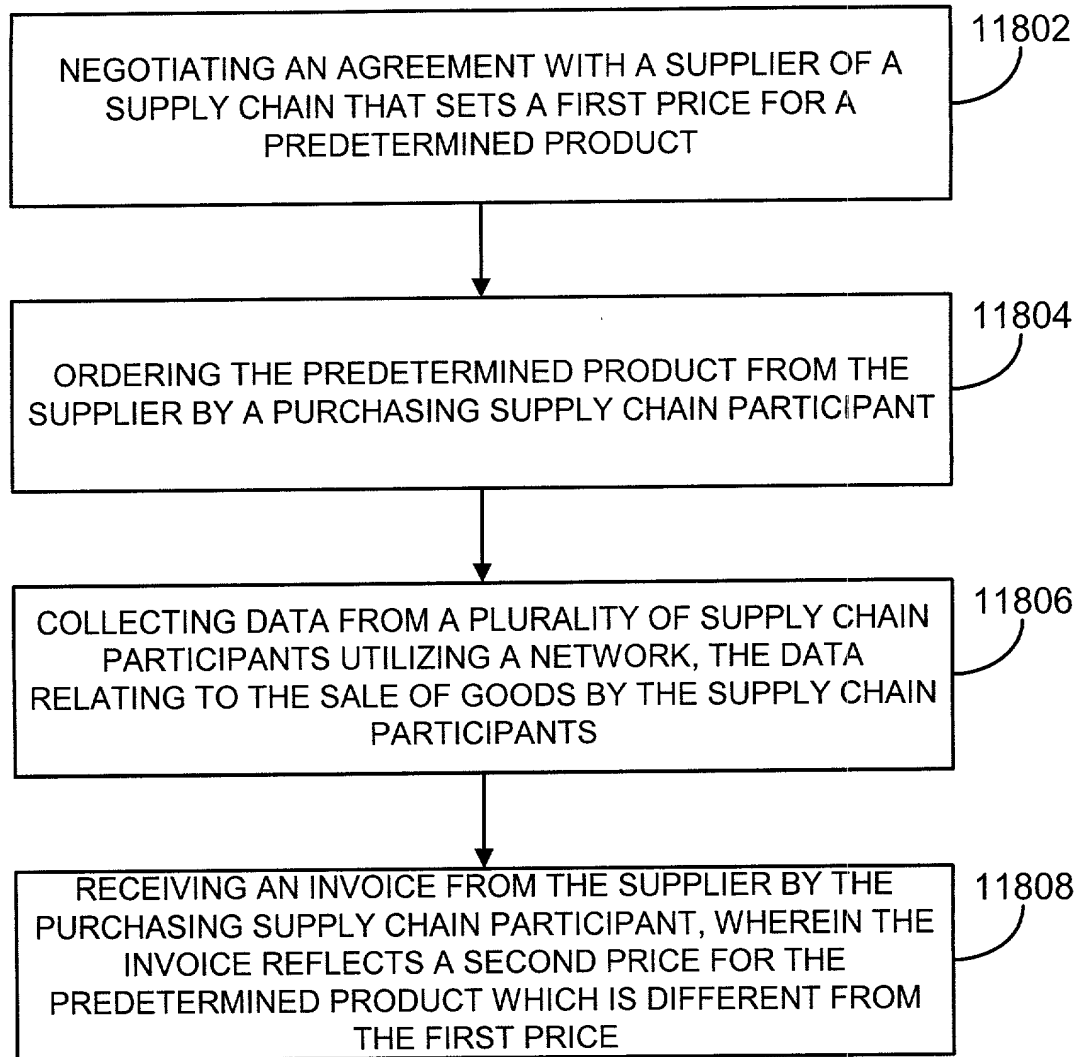 11802
NEGOTIATING AN AGREEMENT WITH A SUPPLIER OF A
SUPPLY CHAIN THAT SETS A FIRST PRICE FOR A
PREDETERMINED PRODUCT
11804
ORDERING THE PREDETERMINED PRODUCT FROM THE
SUPPLIER BY A PURCHASING SUPPLY CHAIN PARTICIPANT
11806
COLLECTING DATA FROM A PLURALITY OF SUPPLY CHAIN
PARTICIPANTS UTILIZING A NETWORK, THE DATA
RELATING TO THE SALE OF GOODS BY THE SUPPLY CHAIN
PARTICIPANTS
11808
RECEIVING AN INVOICE FROM THE SUPPLIER BY THE
PURCHASING SUPPLY CHAIN PARTICIPANT, WHEREIN THE
INVOICE REFLECTS A SECOND PRICE FOR THE
PREDETERMINED PRODUCT WHICH IS DIFFERENT FROM
THE FIRST PRICE